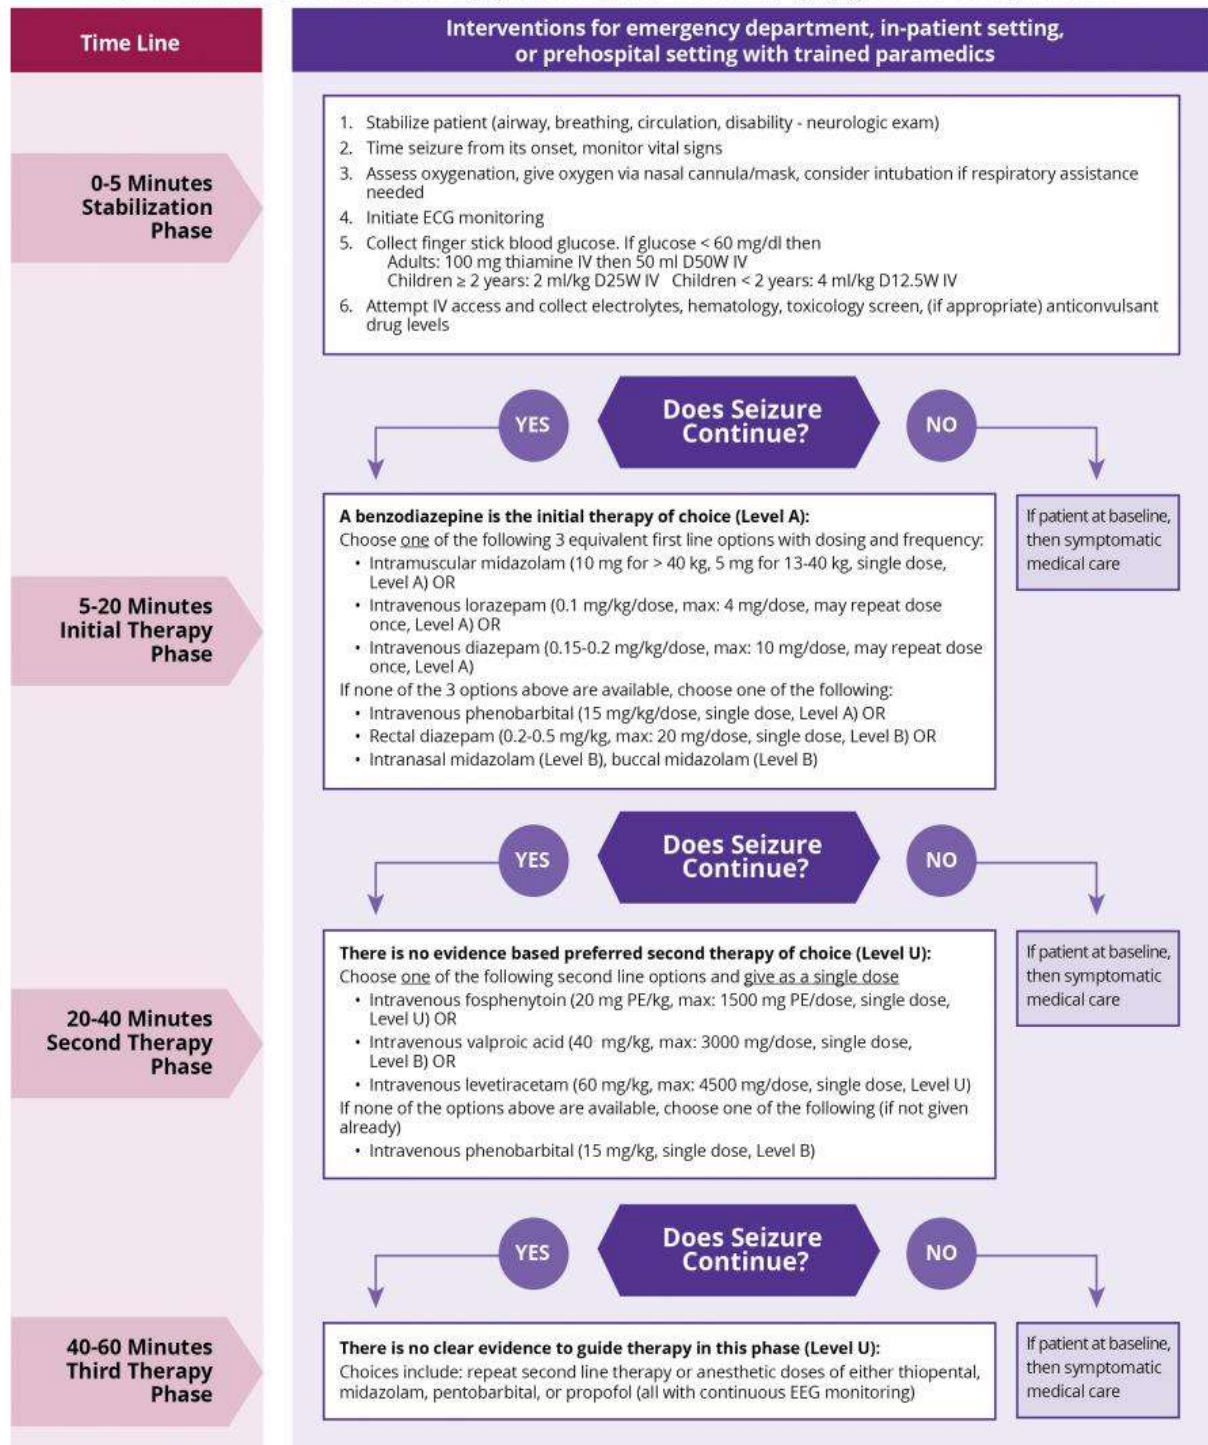 Time Line
Interventions for emergency department, in-patient setting,
or prehospital setting with trained paramedics
0-5 Minutes
Stabilization
Phase
1. Stabilize patient (airway, breathing, circulation, disability - neurologic exam)
2. Time seizure from its onset, monitor vital signs
3. Assess oxygenation, give oxygen via nasal cannula/mask, consider intubation if respiratory assistance
needed
4. Initiate ECG monitoring
5. Collect finger stick blood glucose. If glucose < 60 mg/dl then
Adults: 100 mg thiamine IV then 50 ml D50W IV
Children ≥ 2 years: 2 ml/kg D25W IV Children < 2 years: 4 ml/kg D12.5W IV
6. Attempt IV access and collect electrolytes, hematology, toxicology screen, (if appropriate) anticonvulsant
drug levels
YES
Does Seizure
Continue?
NO
5-20 Minutes
Initial Therapy
Phase
A benzodiazepine is the initial therapy of choice (Level A):
Choose one of the following 3 equivalent first line options with dosing and frequency:
• Intramuscular midazolam (10 mg for > 40 kg, 5 mg for 13-40 kg, single dose,
Level A) OR
• Intravenous lorazepam (0.1 mg/kg/dose, max: 4 mg/dose, may repeat dose
once, Level A) OR
• Intravenous diazepam (0.15-0.2 mg/kg/dose, max: 10 mg/dose, may repeat dose
once, Level A)
If none of the 3 options above are available, choose one of the following:
• Intravenous phenobarbital (15 mg/kg/dose, single dose, Level A) OR
• Rectal diazepam (0.2-0.5 mg/kg, max: 20 mg/dose, single dose, Level B) OR
• Intranasal midazolam (Level B), buccal midazolam (Level B)
If patient at baseline,
then symptomatic
medical care
YES
Does Seizure
Continue?
NO
20-40 Minutes
Second Therapy
Phase
There is no evidence based preferred second therapy of choice (Level U):
Choose one of the following second line options and give as a single dose
• Intravenous fosphenytoin (20 mg PE/kg, max: 1500 mg PE/dose, single dose,
Level U) OR
• Intravenous valproic acid (40 mg/kg, max: 3000 mg/dose, single dose,
Level B) OR
• Intravenous levetiracetam (60 mg/kg, max: 4500 mg/dose, single dose, Level U)
If none of the options above are available, choose one of the following (if not given
already)
• Intravenous phenobarbital (15 mg/kg, single dose, Level B)
If patient at baseline,
then symptomatic
medical care
YES
Does Seizure
Continue?
NO
40-60 Minutes
Third Therapy
Phase
There is no clear evidence to guide therapy in this phase (Level U):
Choices include: repeat second line therapy or anesthetic doses of either thiopental,
midazolam, pentobarbital, or propofol (all with continuous EEG monitoring)
If patient at baseline,
then symptomatic
medical care